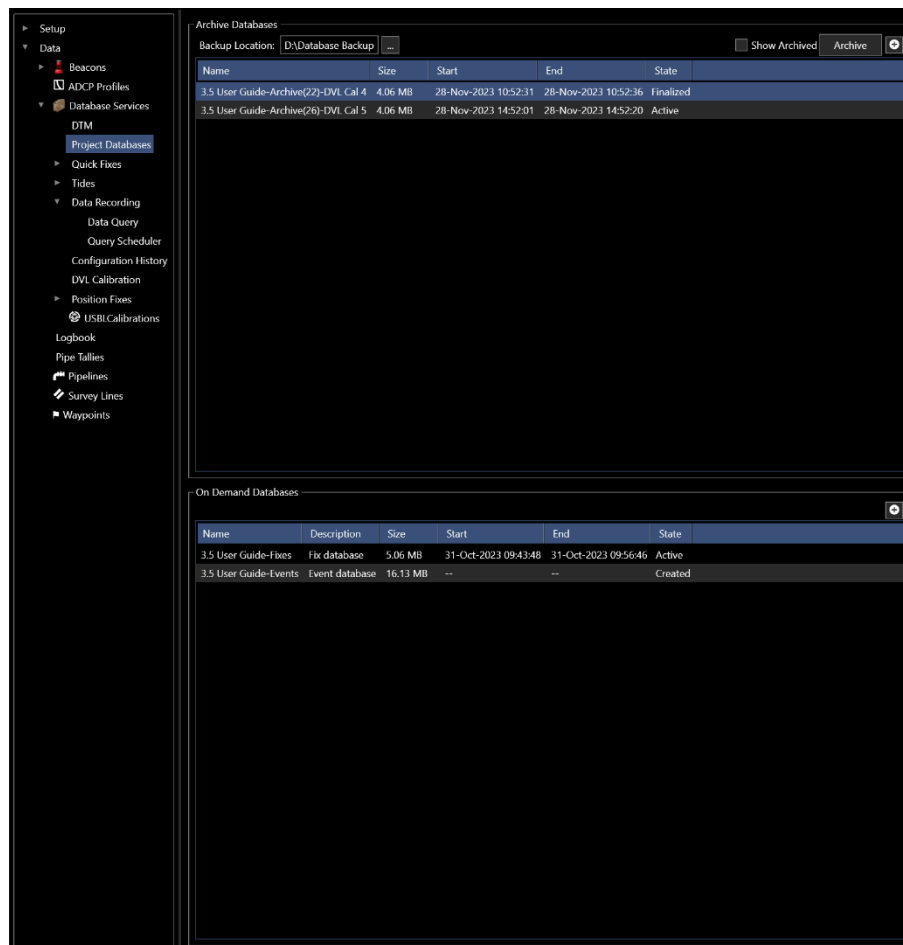 Setup
Data
Beacons
ADCP Profiles
Database Services
DTM
Project Databases
Quick Fixes
Tides
Data Recording
Data Query
Query Scheduler
Configuration History
DVL Calibration
Position Fixes
USBLCalibrations
Logbook
Pipe Tallies
Pipelines
Survey Lines
Waypoints
Archive Databases
Backup Location: D:\Database Backup ... Show Archived Archive
Name Size Start End State
3.5 User Guide-Archive(22)-DVL Cal 4 4.06 MB 28-Nov-2023 10:52:31 28-Nov-2023 10:52:36 Finalized
3.5 User Guide-Archive(26)-DVL Cal 5 4.06 MB 28-Nov-2023 14:52:01 28-Nov-2023 14:52:20 Active
On Demand Databases
Name Description Size Start End State
3.5 User Guide-Fixes Fix database 5.06 MB 31-Oct-2023 09:43:48 31-Oct-2023 09:56:46 Active
3.5 User Guide-Events Event database 16.13 MB -- -- Created